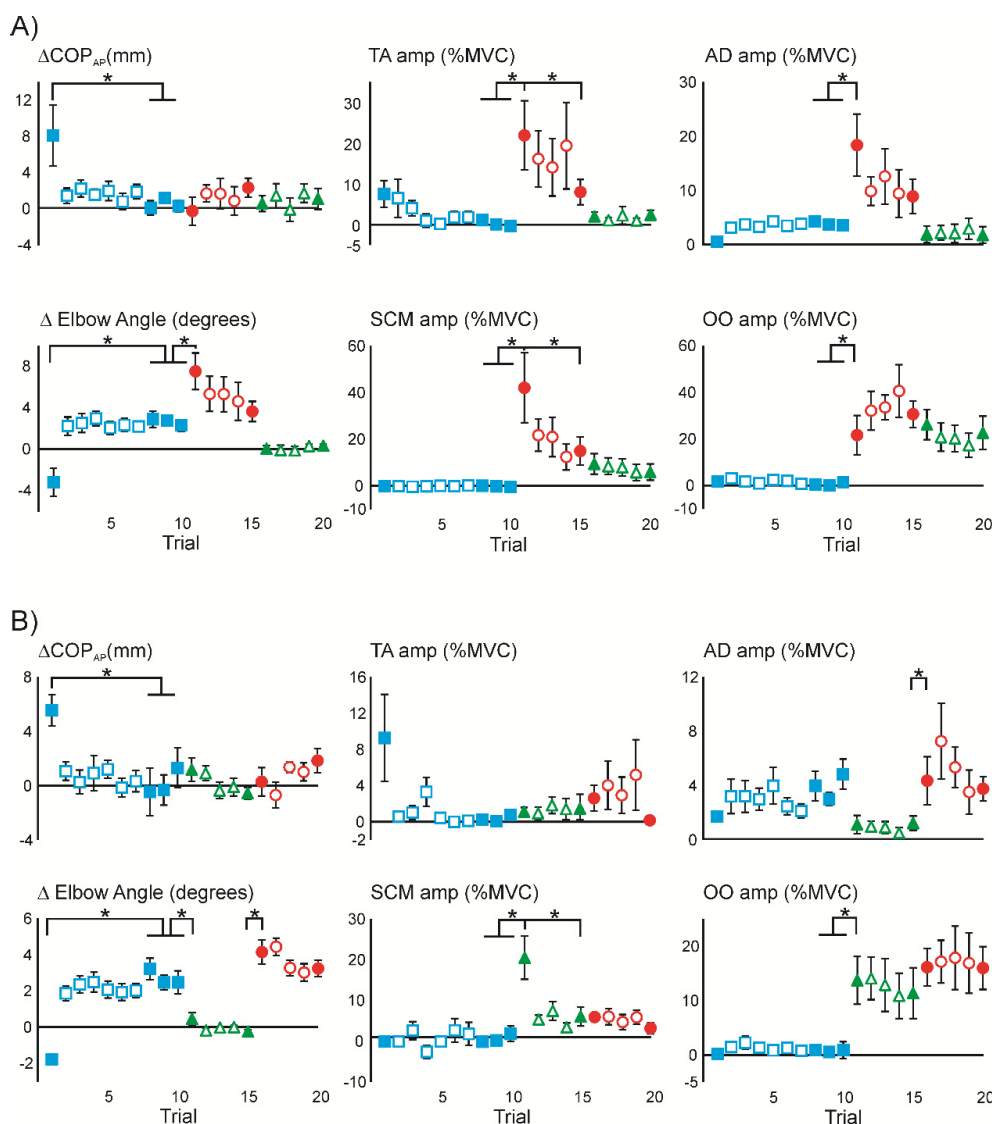 A)
ΔCOPAP(mm)
TA amp (%MVC)
AD amp (%MVC)
12
8
4
0
-4
*
30
20
10
0
-5
* *
30
20
10
0
*
Δ Elbow Angle (degrees)
SCM amp (%MVC)
OO amp (%MVC)
8
4
0
-4
* *
5 10 15 20
Trial
60
40
20
0
-10
* *
5 10 15 20
Trial
60
40
20
0
-10
*
5 10 15 20
Trial
B)
ΔCOPAP(mm)
TA amp (%MVC)
AD amp (%MVC)
8
4
0
-4
*
16
12
8
4
0
-2
12
8
4
0
*
Δ Elbow Angle (degrees)
SCM amp (%MVC)
OO amp (%MVC)
6
4
2
0
-2
* * *
5 10 15 20
Trial
30
20
10
0
-10
* *
5 10 15 20
Trial
20
10
0
-5
*
5 10 15 20
Trial